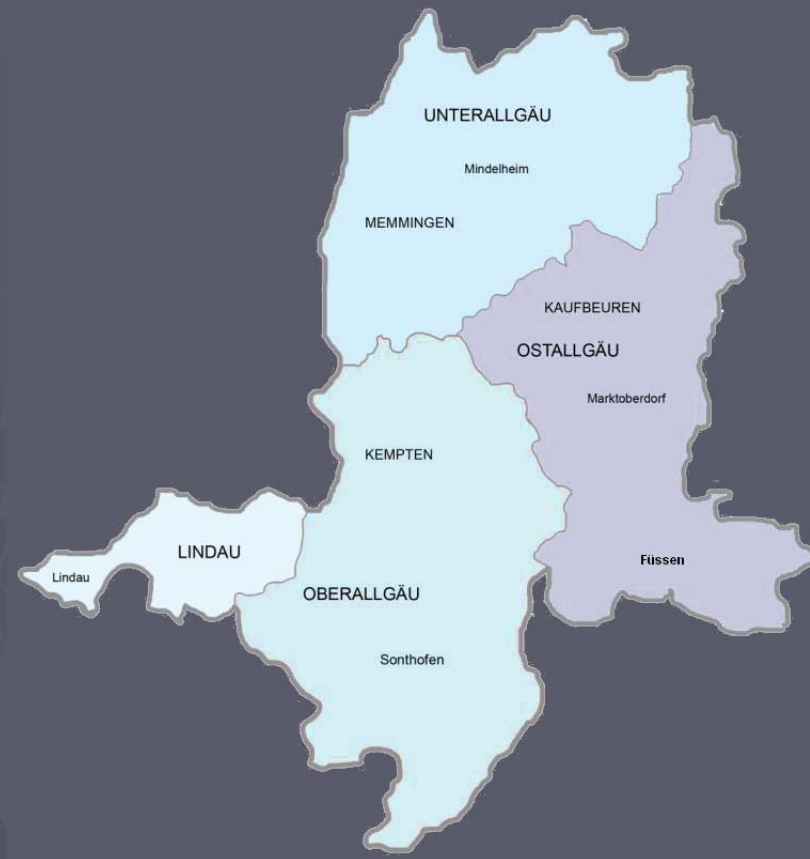 UNTERALLGÄU
Mindelheim
MEMMINGEN
KAUFBEUREN
OSTALLGÄU
Marktoberdorf
KEMPTEN
LINDAU
Füssen
Lindau
OBERALLGÄU
Sonthofen